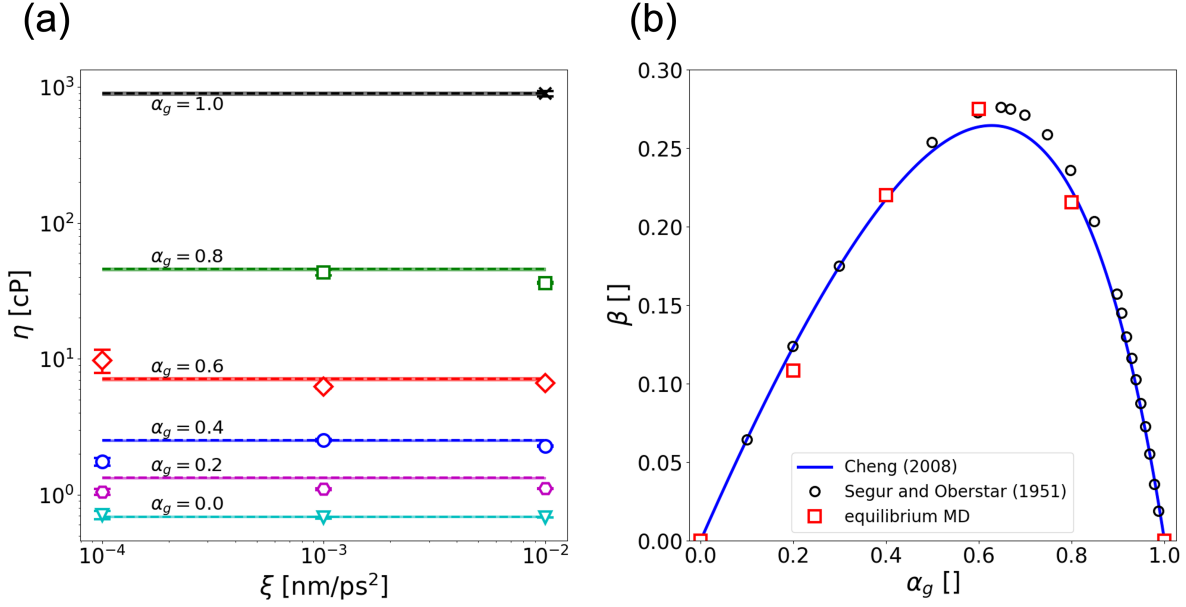 (a)
10³
10²
10¹
10⁰
η [cP]
α_g = 1.0
α_g = 0.8
α_g = 0.6
α_g = 0.4
α_g = 0.2
α_g = 0.0
10⁻⁴
10⁻³
10⁻²
ξ [nm/ps²]
(b)
0.30
0.25
0.20
0.15
0.10
0.05
0.00
β []
Cheng (2008)
Segur and Oberstar (1951)
equilibrium MD
0.0
0.2
0.4
0.6
0.8
1.0
α_g []